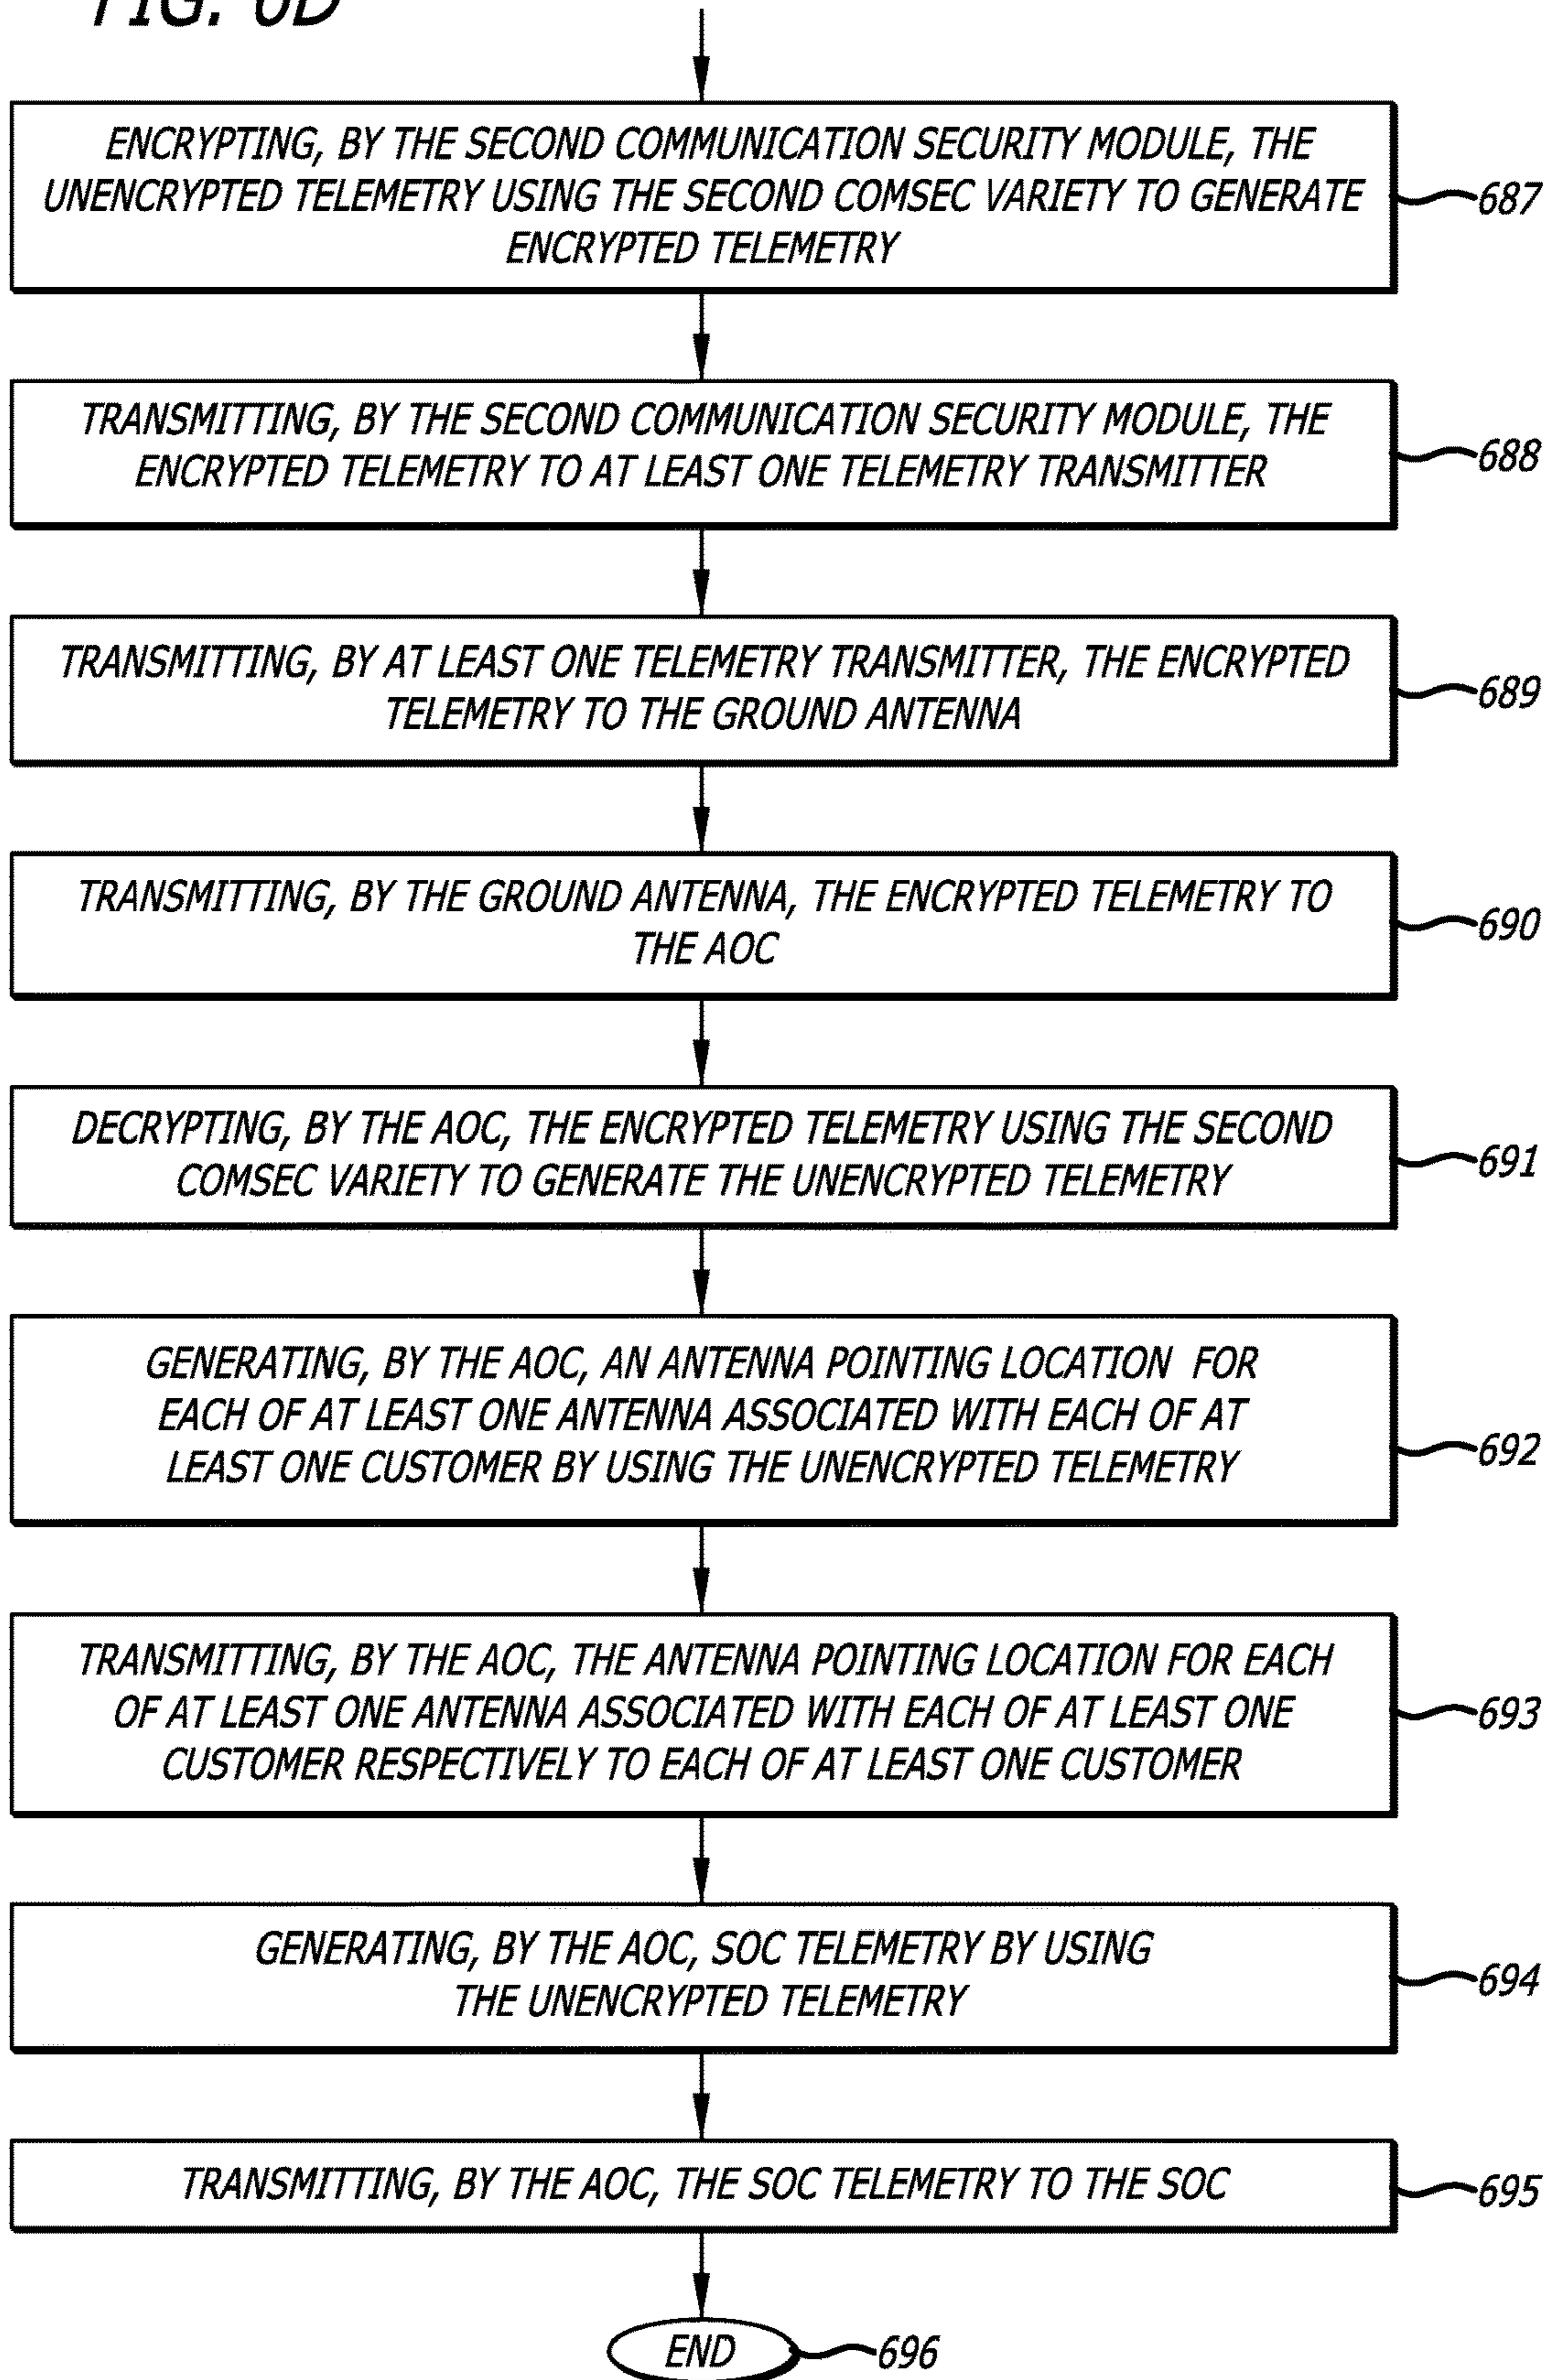 FIG. 6D
ENCRYPTING, BY THE SECOND COMMUNICATION SECURITY MODULE, THE
UNENCRYPTED TELEMETRY USING THE SECOND COMSEC VARIETY TO GENERATE
ENCRYPTED TELEMETRY
687
TRANSMITTING, BY THE SECOND COMMUNICATION SECURITY MODULE, THE
ENCRYPTED TELEMETRY TO AT LEAST ONE TELEMETRY TRANSMITTER
688
TRANSMITTING, BY AT LEAST ONE TELEMETRY TRANSMITTER, THE ENCRYPTED
TELEMETRY TO THE GROUND ANTENNA
689
TRANSMITTING, BY THE GROUND ANTENNA, THE ENCRYPTED TELEMETRY TO
THE AOC
690
DECRYPTING, BY THE AOC, THE ENCRYPTED TELEMETRY USING THE SECOND
COMSEC VARIETY TO GENERATE THE UNENCRYPTED TELEMETRY
691
GENERATING, BY THE AOC, AN ANTENNA POINTING LOCATION FOR
EACH OF AT LEAST ONE ANTENNA ASSOCIATED WITH EACH OF AT
LEAST ONE CUSTOMER BY USING THE UNENCRYPTED TELEMETRY
692
TRANSMITTING, BY THE AOC, THE ANTENNA POINTING LOCATION FOR EACH
OF AT LEAST ONE ANTENNA ASSOCIATED WITH EACH OF AT LEAST ONE
CUSTOMER RESPECTIVELY TO EACH OF AT LEAST ONE CUSTOMER
693
GENERATING, BY THE AOC, SOC TELEMETRY BY USING
THE UNENCRYPTED TELEMETRY
694
TRANSMITTING, BY THE AOC, THE SOC TELEMETRY TO THE SOC
695
END
696